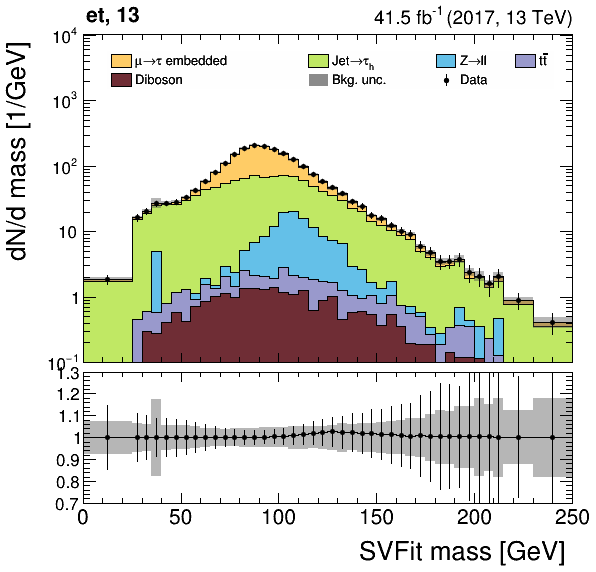 et, 13
41.5 fb⁻¹ (2017, 13 TeV)
dN/d mass [1/GeV]
10⁴
10³
10²
10
1
10⁻¹
μ→τ embedded
Jet→τₕ
Z→ll
tt̄
Diboson
Bkg. unc.
Data
1.3
1.2
1.1
1
0.9
0.8
0.7
0 50 100 150 200 250
SVFit mass [GeV]